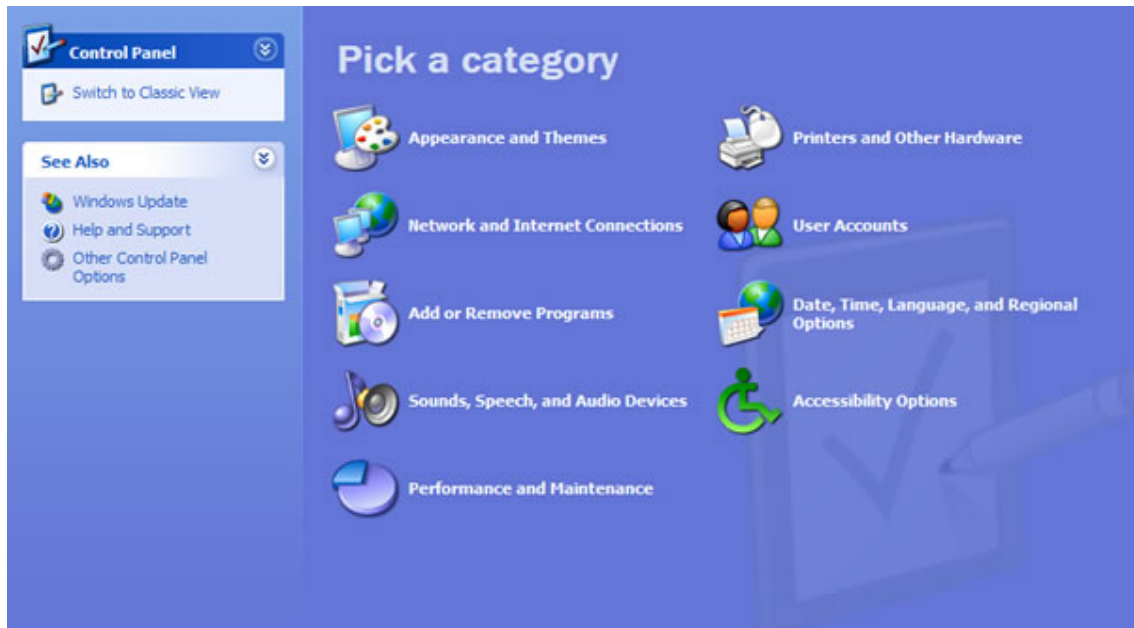 Control Panel
Switch to Classic View
See Also
Windows Update
Help and Support
Other Control Panel
Options
Pick a category
Appearance and Themes
Printers and Other Hardware
Network and Internet Connections
User Accounts
Add or Remove Programs
Date, Time, Language, and Regional
Options
Sounds, Speech, and Audio Devices
Accessibility Options
Performance and Maintenance